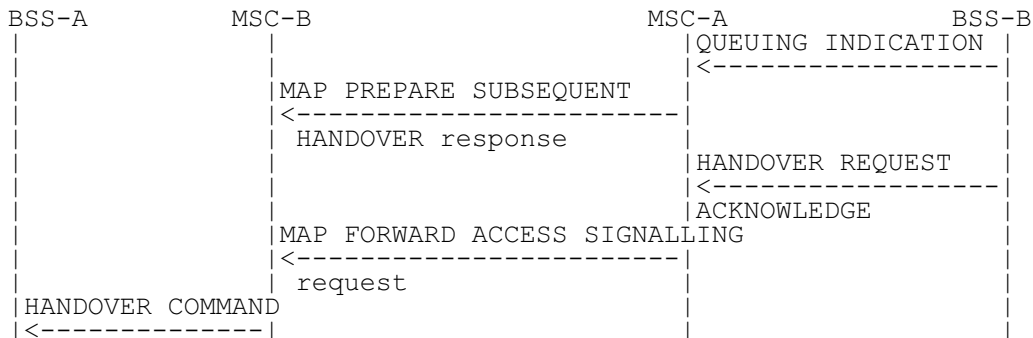 BSS-A MSC-B MSC-A BSS-B
QUEUING INDICATION
MAP PREPARE SUBSEQUENT
HANDOVER response
HANDOVER REQUEST
ACKNOWLEDGE
MAP FORWARD ACCESS SIGNALLING
request
HANDOVER COMMAND